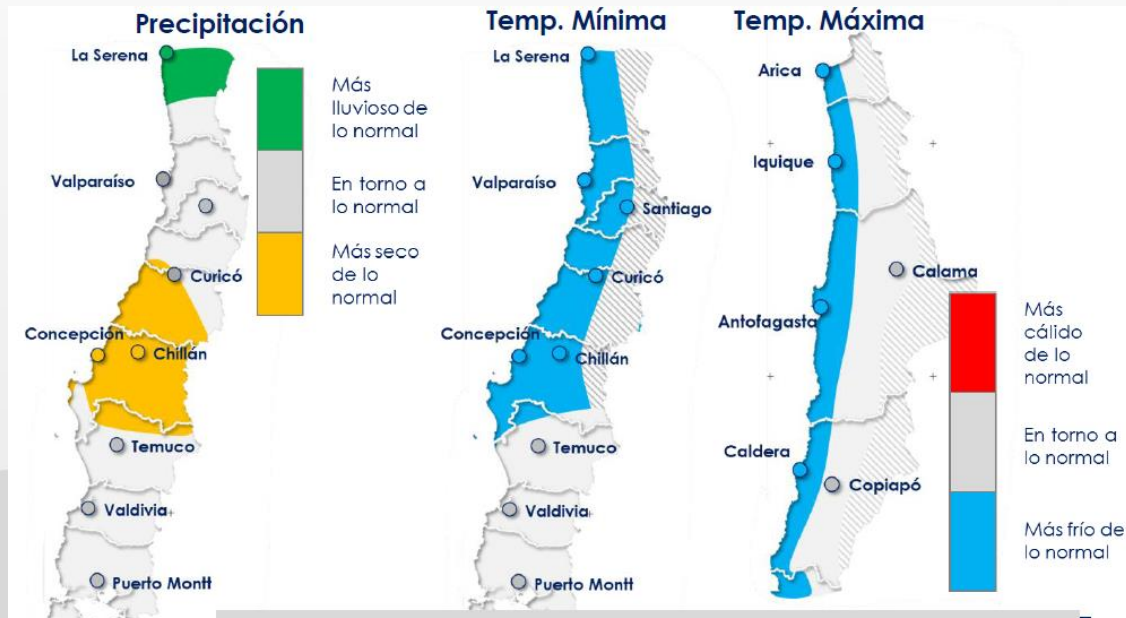 Precipitación
La Serena
Valparaíso
Curicó
Concepción
Chillán
Temuco
Valdivia
Puerto Montt
Más
lluvioso de
lo normal
En torno a
lo normal
Más seco
de lo
normal
Temp. Mínima
La Serena
Valparaíso
Santiago
Curicó
Concepción
Chillán
Temuco
Valdivia
Puerto Montt
Temp. Máxima
Arica
Iquique
Calama
Antofagasta
Caldera
Copiapó
Más
cálido
de lo
normal
En torno a
lo normal
Más frío de
lo normal